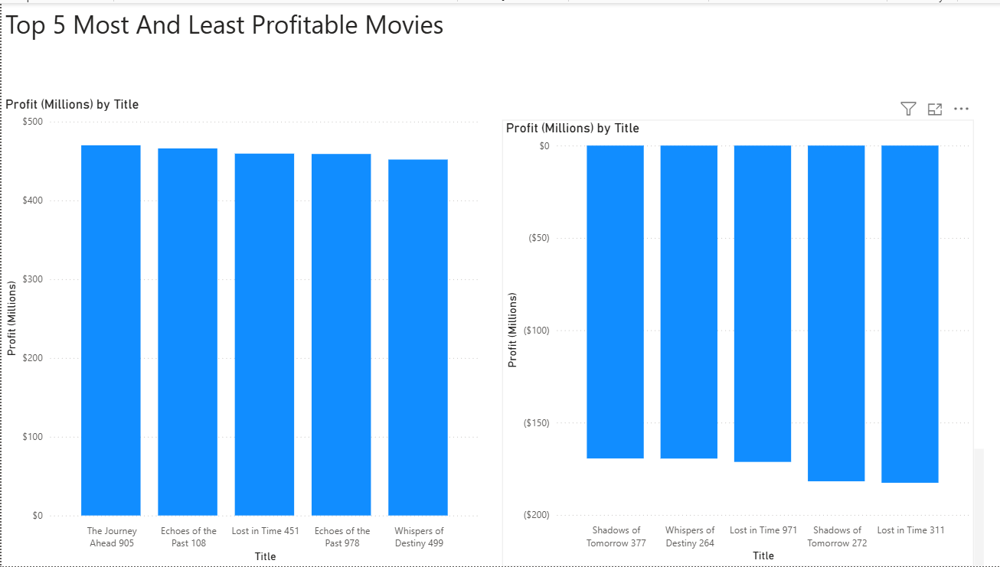 Top 5 Most And Least Profitable Movies
Profit (Millions) by Title
$500
$400
$300
$200
$100
$0
Profit (Millions)
The Journey
Ahead 905
Echoes of the
Past 108
Lost in Time 451
Echoes of the
Past 978
Whispers of
Destiny 499
Title
Profit (Millions) by Title
$0
($50)
($100)
($150)
($200)
Profit (Millions)
Shadows of
Tomorrow 377
Whispers of
Destiny 264
Lost in Time 971
Shadows of
Tomorrow 272
Lost in Time 311
Title